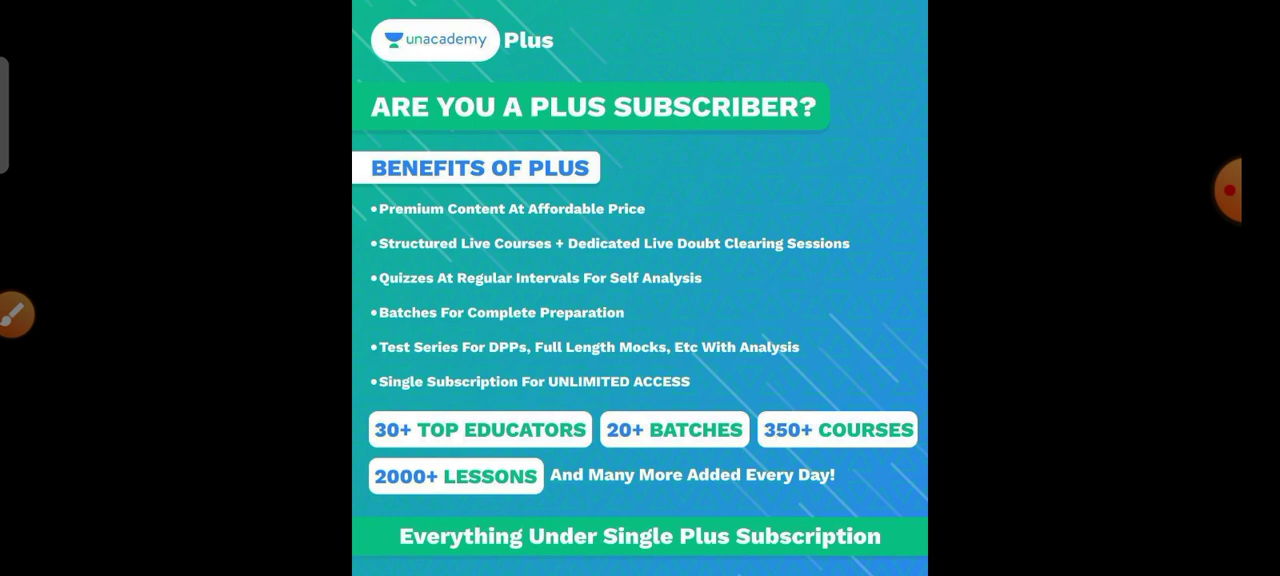 unacademy Plus
ARE YOU A PLUS SUBSCRIBER?
BENEFITS OF PLUS
•Premium Content At Affordable Price
•Structured Live Courses + Dedicated Live Doubt Clearing Sessions
•Quizzes At Regular Intervals For Self Analysis
•Batches For Complete Preparation
•Test Series For DPPs, Full Length Mocks, Etc With Analysis
•Single Subscription For UNLIMITED ACCESS
30+ TOP EDUCATORS 20+ BATCHES 350+ COURSES
2000+ LESSONS And Many More Added Every Day!
Everything Under Single Plus Subscription